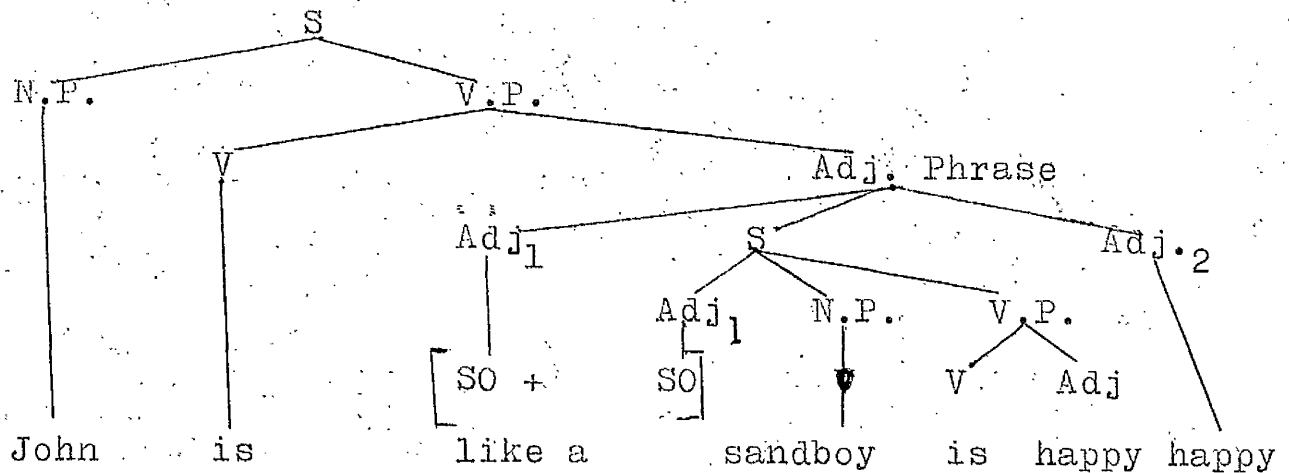 S
N.P. V.P.
V Adj. Phrase
Adj1 S Adj.2
Adj1 N.P. V.P.
[SO + SO] V Adj
John is like a sandboy is happy happy